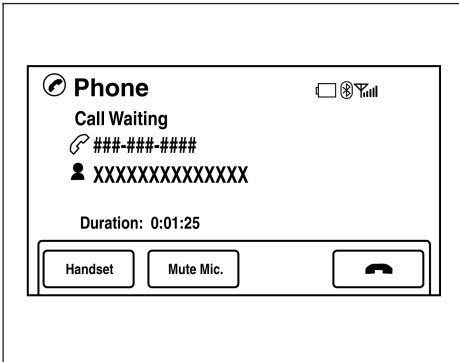 Phone
Call Waiting
###-###-####
XXXXXXXXXXXXXX
Duration: 0:01:25
Handset
Mute Mic.